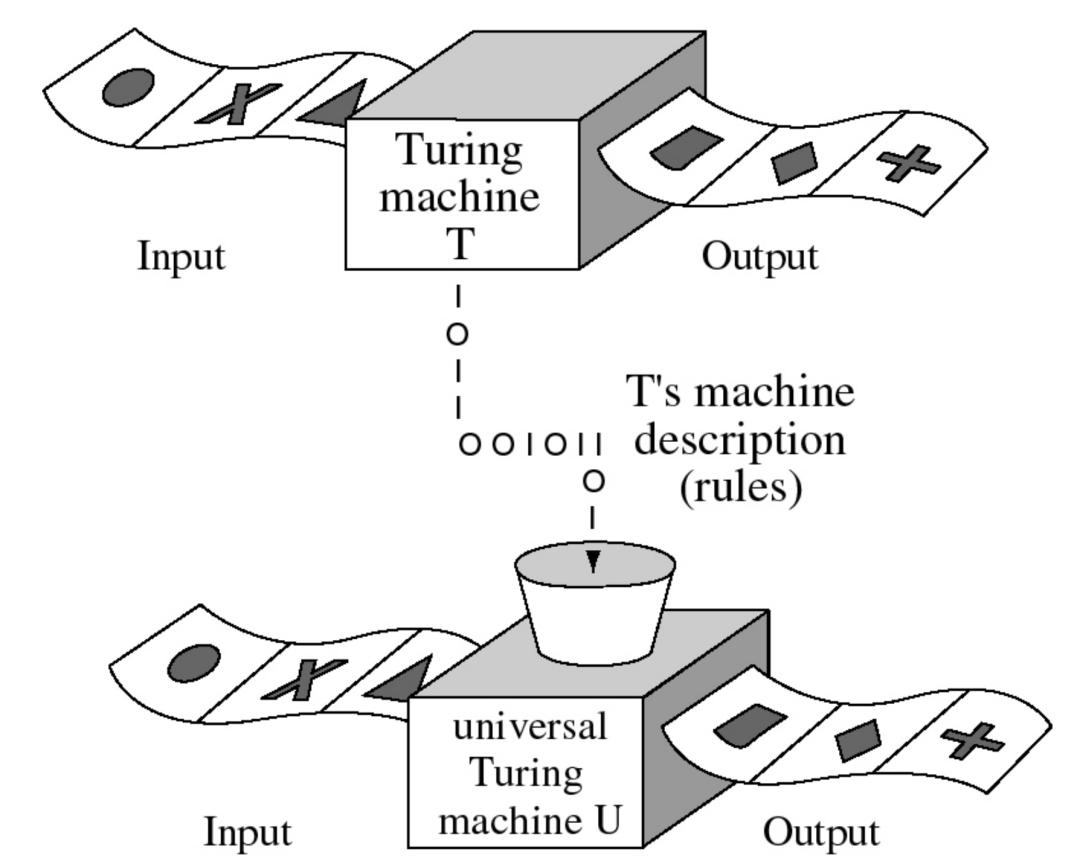 Turing
machine
T
Input
Output
I
O
I
I
O O I O I I
O
I
T's machine
description
(rules)
universal
Turing
machine U
Input
Output